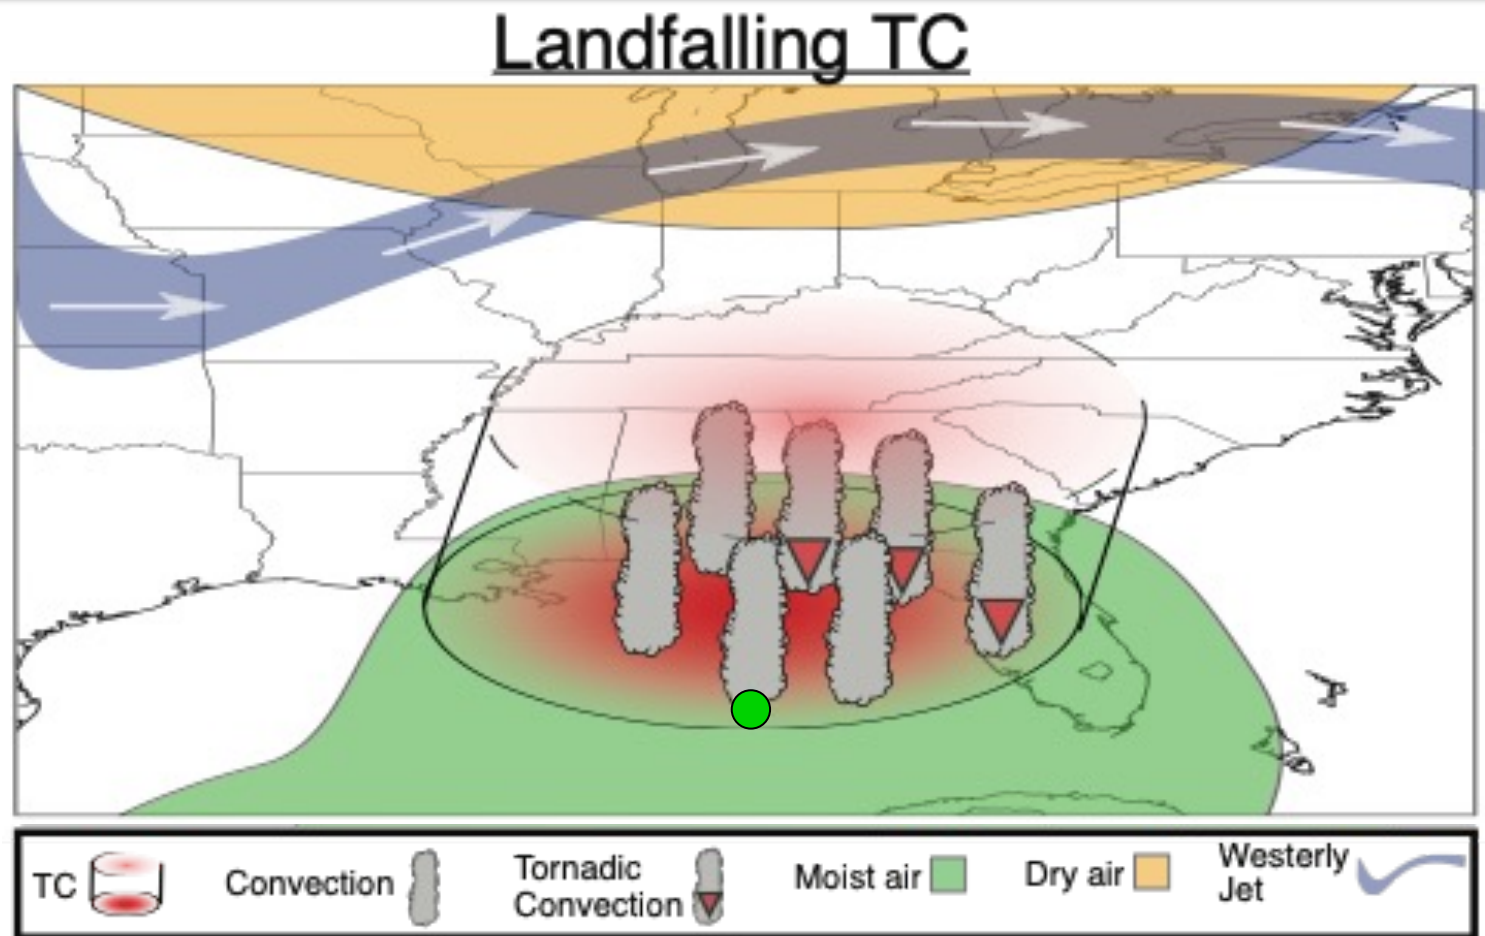 Landfalling TC
TC
Convection
Tornadic
Convection
Moist air
Dry air
Westerly
Jet